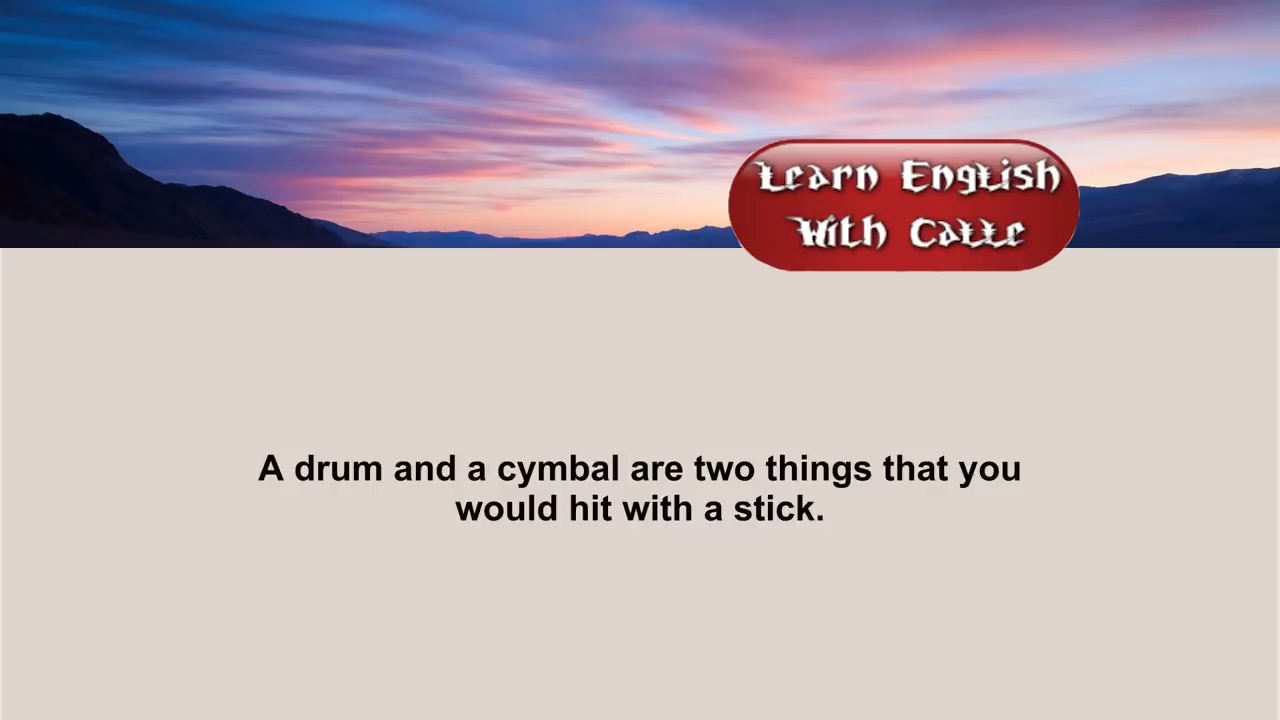 Learn English
With Calle
A drum and a cymbal are two things that you
would hit with a stick.